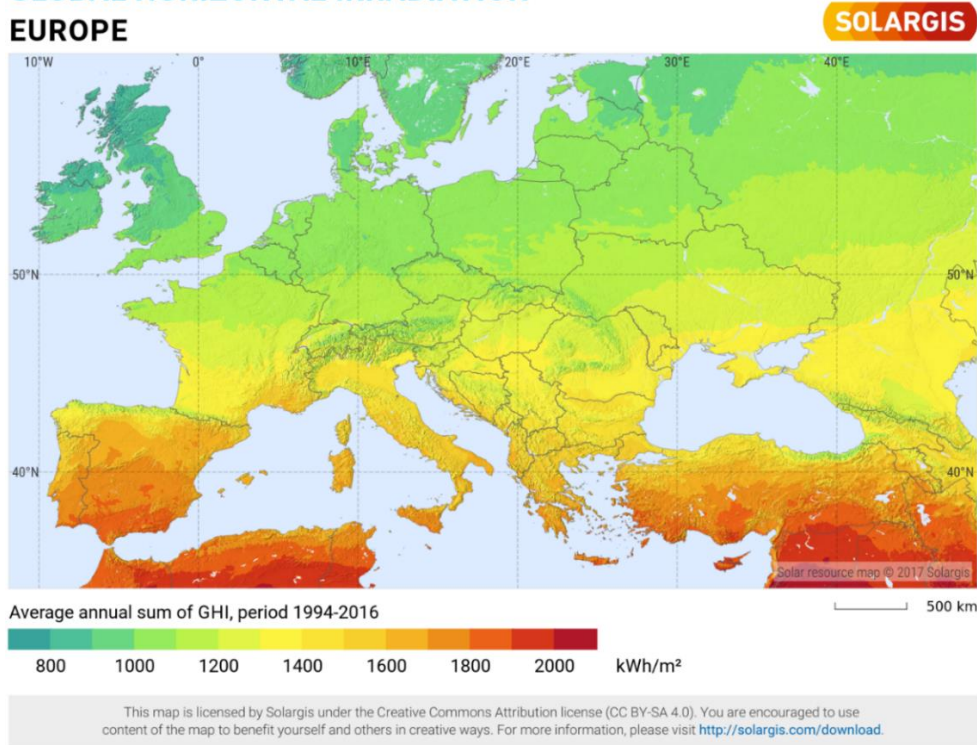 EUROPE
SOLARGIS
10°W 0° 10°E 20°E 30°E 40°E
50°N 50°N
40°N 40°N
Solar resource map © 2017 Solargis
Average annual sum of GHI, period 1994-2016
500 km
800 1000 1200 1400 1600 1800 2000 kWh/m²
This map is licensed by Solargis under the Creative Commons Attribution license (CC BY-SA 4.0). You are encouraged to use
content of the map to benefit yourself and others in creative ways. For more information, please visit http://solargis.com/download.